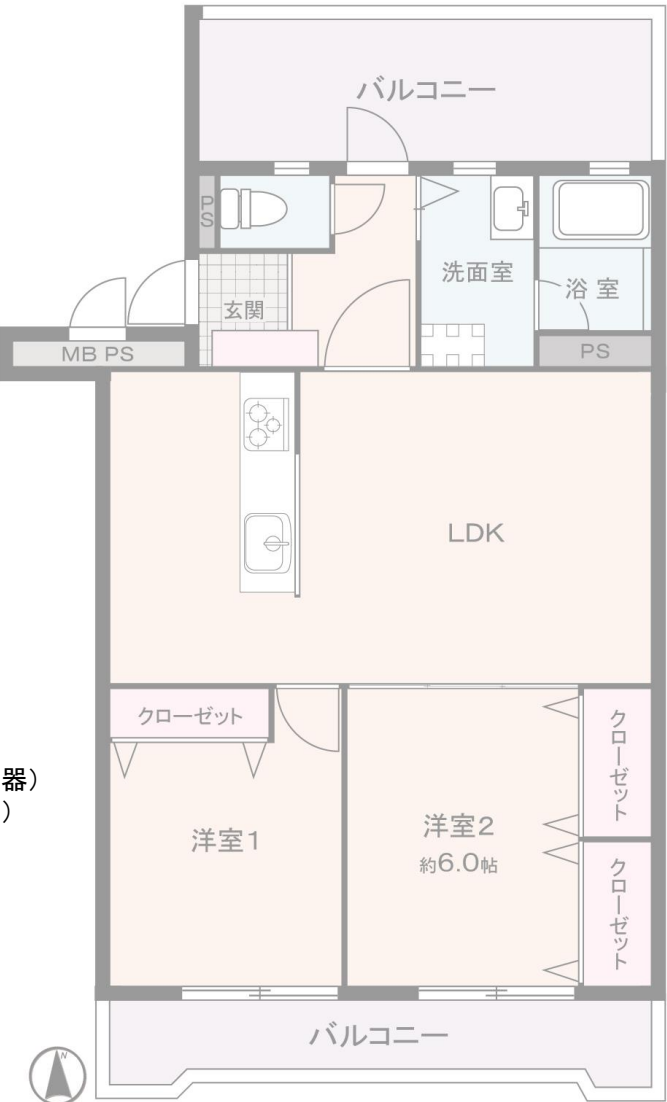 バルコニー
PS
洗面室
浴室
玄関
MB PS
PS
LDK
クローゼット
クローゼット
器）
）
洋室1
洋室2
約6.0帖
クローゼット
バルコニー
N